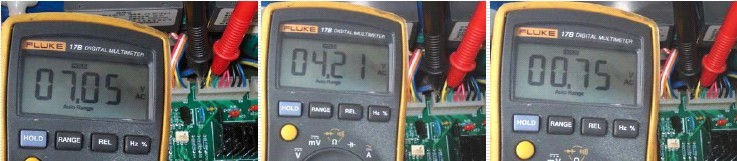 FLUKE 17B DIGITAL MULTIMETER
07.05
Auto Range
HOLD RANGE REL Hz %
FLUKE 17B DIGITAL MULTIMETER
04.21
Auto Range
HOLD RANGE REL Hz %
mV Ω
V A
FLUKE 17B DIGITAL MULTIMETER
00.75
Auto Range
HOLD RANGE REL Hz %
mV Ω